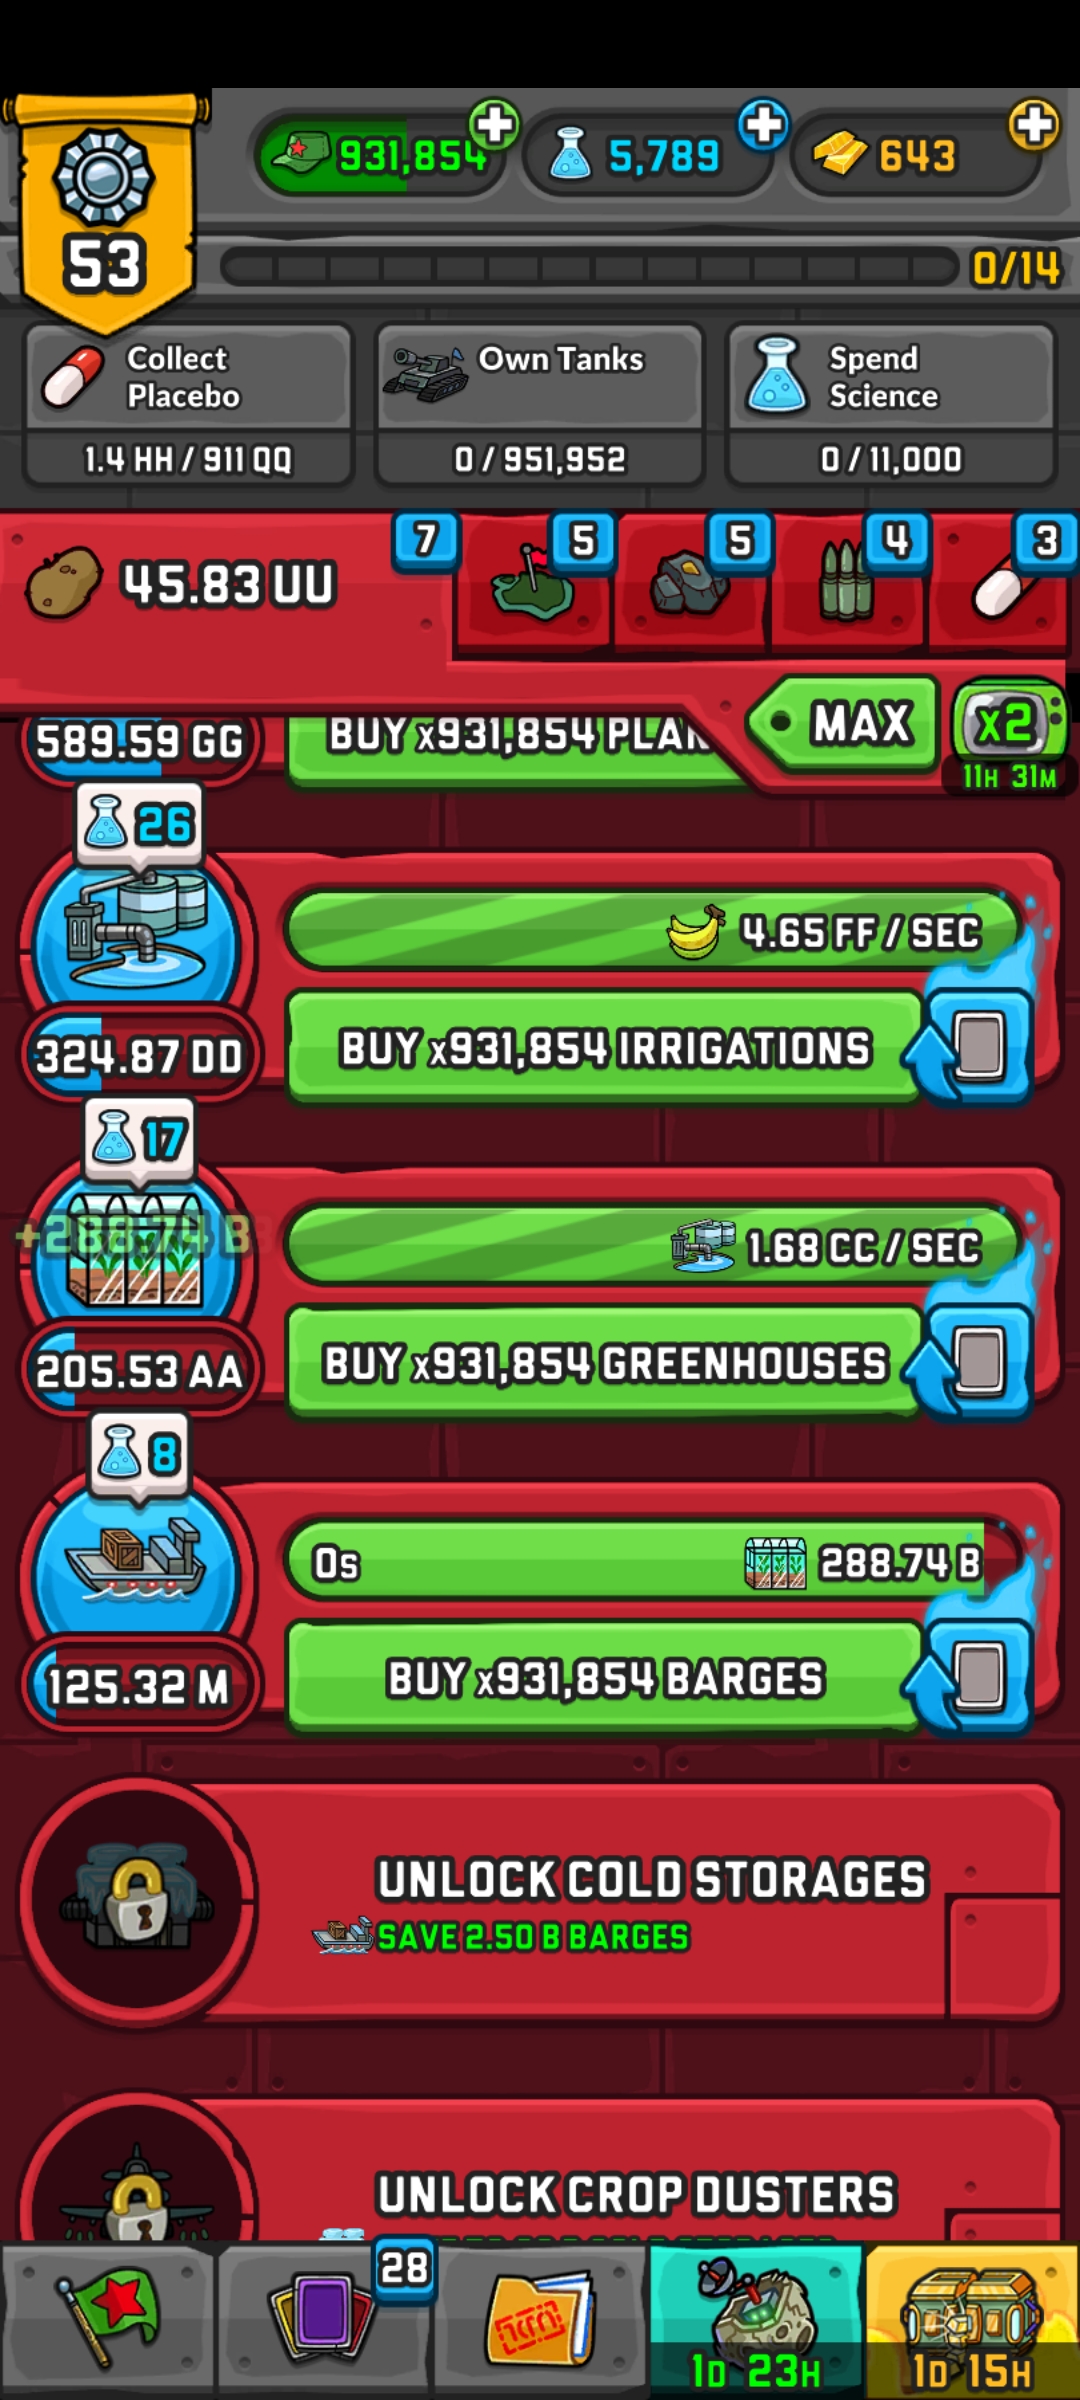 931,854
5,789
643
53
0/14
Collect
Placebo
1.4 HH / 911 QQ
Own Tanks
0 / 951,952
Spend
Science
0 / 11,000
45.83 UU
7
5
5
4
3
MAX
x2
11H 31M
589.59 GG
BUY x931,854
26
4.65 FF / SEC
324.87 DD
BUY x931,854 IRRIGATIONS
17
+288.74 B
1.68 CC / SEC
205.53 AA
BUY x931,854 GREENHOUSES
8
0s
288.74 B
125.32 M
BUY x931,854 BARGES
UNLOCK COLD STORAGES
SAVE 2.50 B BARGES
UNLOCK CROP DUSTERS
28
1D 23H
1D 15H